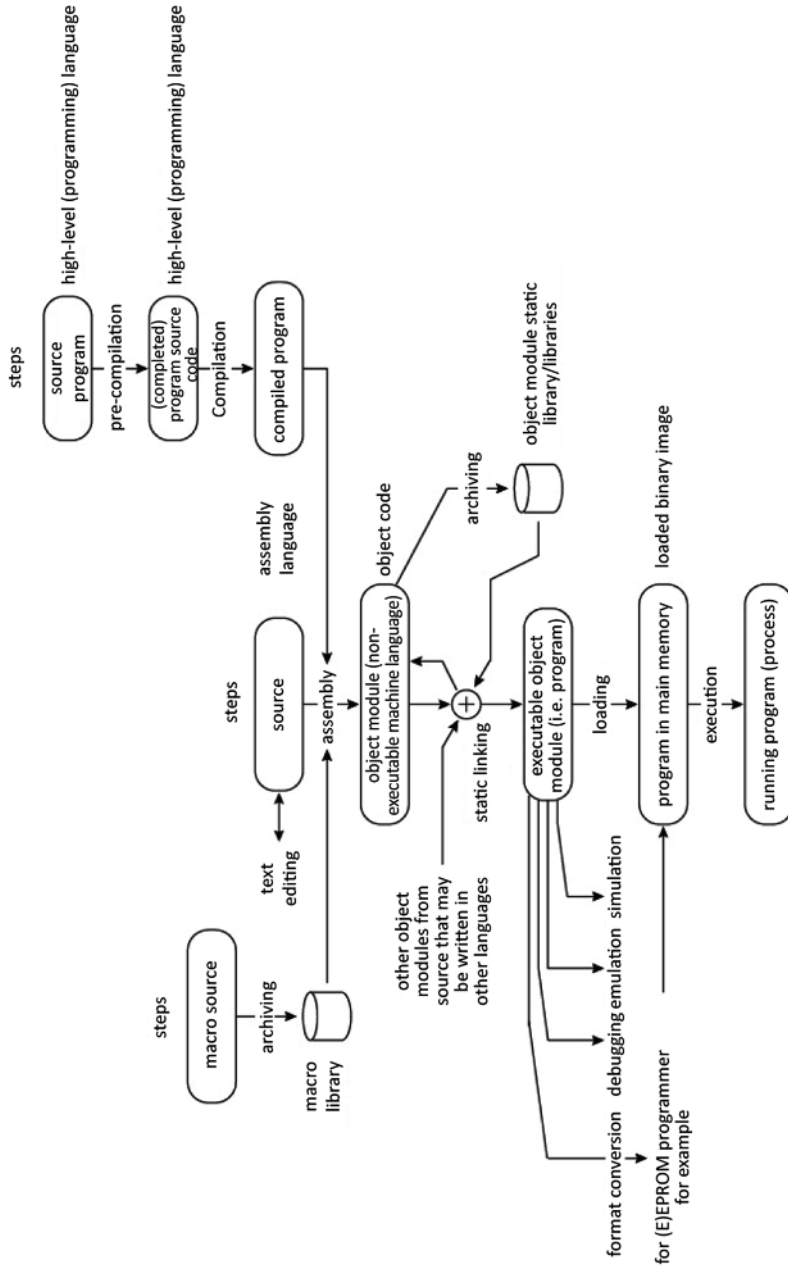 steps
source
program
high-level (programming) language
pre-compilation
(completed)
program source
code
high-level (programming) language
Compilation
compiled program
steps
text
editing
source
assembly
language
steps
macro source
archiving
macro
library
assembly
object module (non-
executable machine language)
object code
archiving
object module static
library/libraries
other object
modules from
source that may
be written in
other languages
+
static linking
executable object
module (i.e. program)
format conversion
debugging
emulation
simulation
loading
for (E)EPROM programmer
for example
program in main memory
loaded binary image
execution
running program (process)